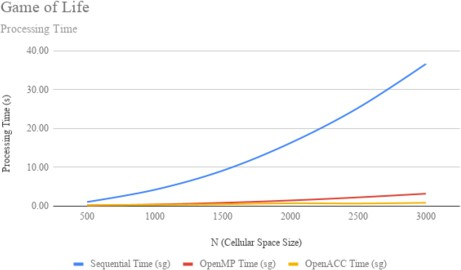 Game of Life
Processing Time
40.00
30.00
20.00
10.00
0.00
Processing Time (s)
500 1000 1500 2000 2500 3000
N (Cellular Space Size)
Sequential Time (sg) OpenMP Time (sg) OpenACC Time (sg)